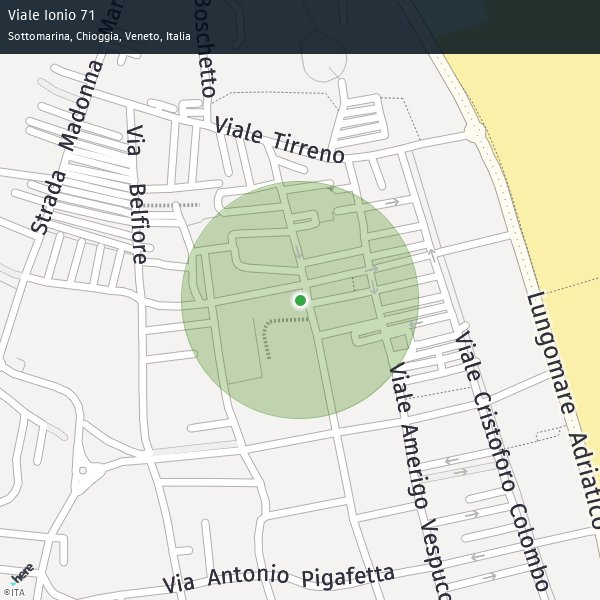 Viale Ionio 71
Sottomarina, Chioggia, Veneto, Italia
Boschetto
Strada Madonna Mar
Viale Tirreno
Via Belfiore
Lungomare Adriatico
Viale Cristoforo Colombo
Viale Amerigo Vespucc
Via Antonio Pigafetta
here
©ITA